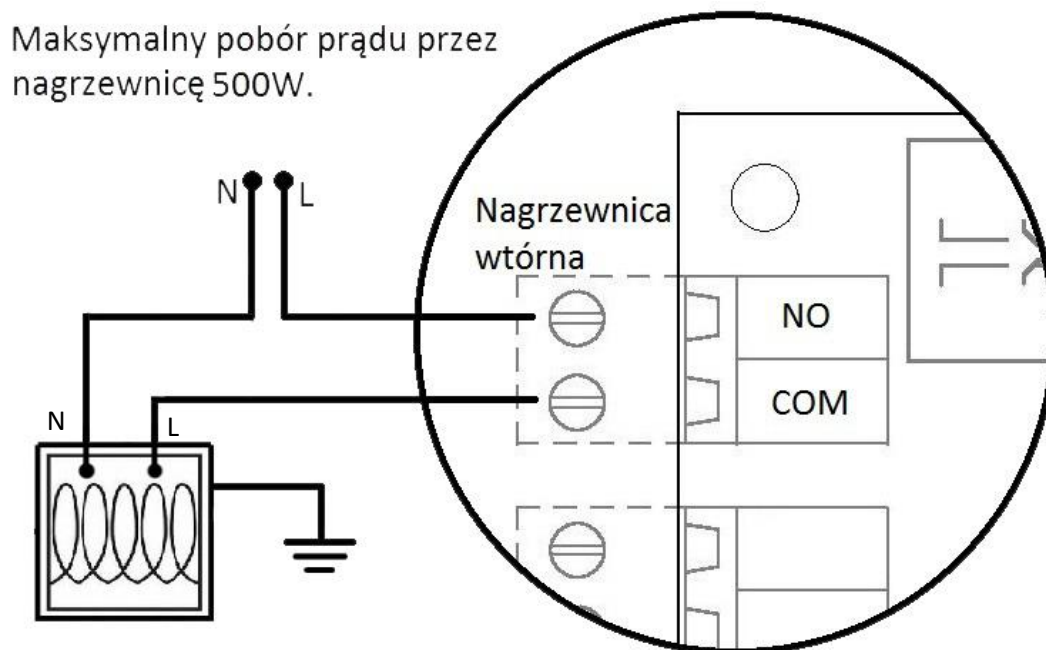 Maksymalny pobór prądu przez
nagrzewnicę 500W.
N L
Nagrzewnica
wtórna
NO
COM
N L